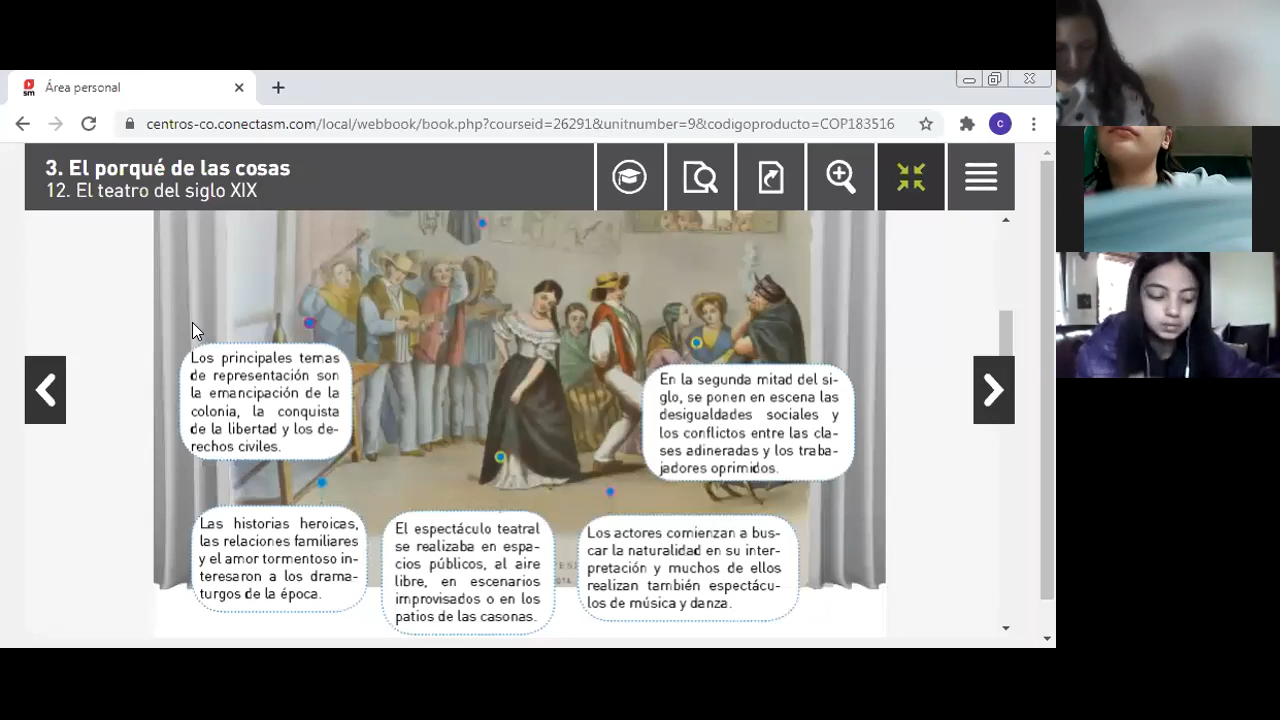 Área personal
centros-co.conectasm.com/local/webbook/book.php?courseid=26291&unitnumber=9&codigoproducto=COP183516
C
sm
3. El porqué de las cosas
12. El teatro del siglo XIX
Los principales temas
de representación son
la emancipación de la
colonia, la conquista
de la libertad y los de-
rechos civiles.
En la segunda mitad del si-
glo, se ponen en escena las
desigualdades sociales y
los conflictos entre las cla-
ses adineradas y los traba-
jadores oprimidos.
Las historias heroicas,
las relaciones familiares
y el amor tormentoso in-
teresaron a los drama-
turgos de la época.
El espectáculo teatral
se realizaba en espa-
cios públicos, al aire
libre, en escenarios
improvisados o en los
patios de las casonas.
Los actores comienzan a bus-
car la naturalidad en su inter-
pretación y muchos de ellos
realizan también espectácu-
los de música y danza.